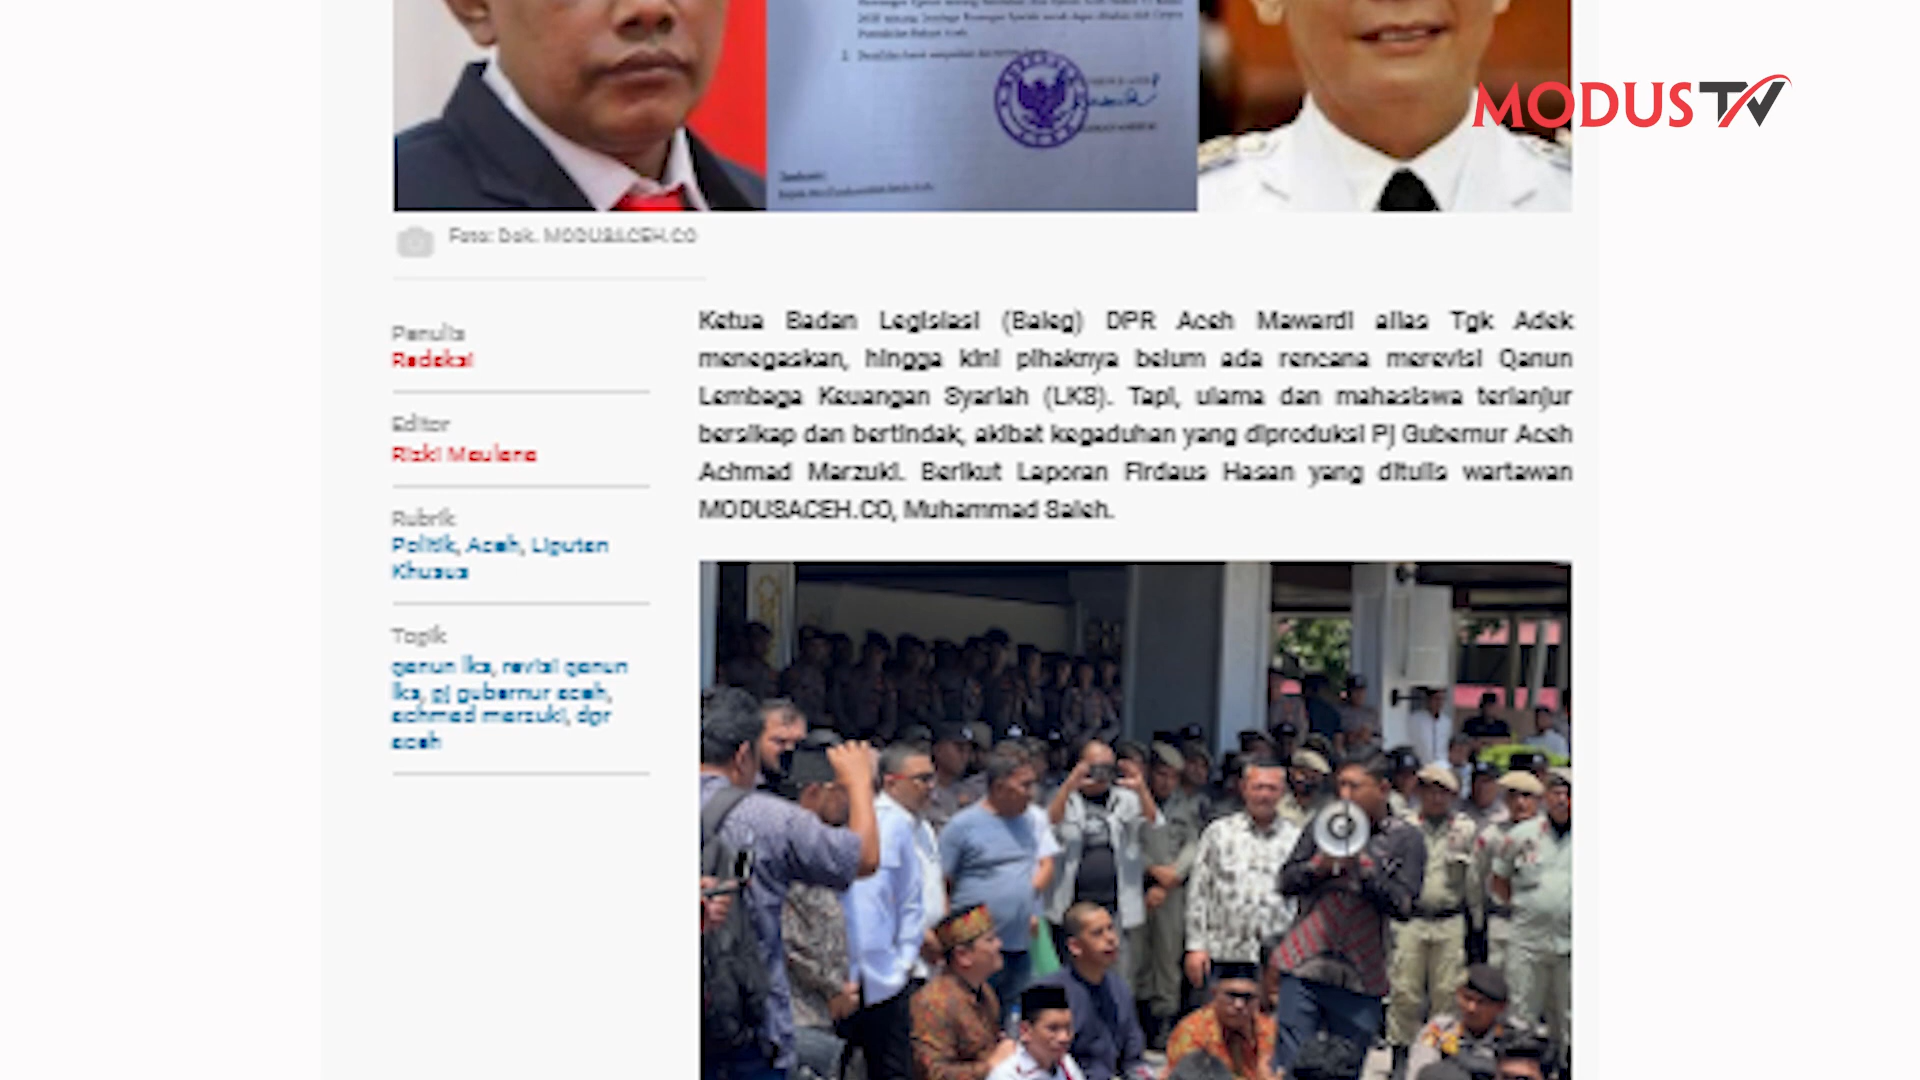 MODUS TV
Foto: Dok. MODUSACEH.CO
Penulis
Redaksi
Editor
Rizki Maulana
Rubrik
Politik, Aceh, Liputan
Khusus
Topik
qanun lks, revisi qanun
lks, pj gubernur aceh,
achmad marzuki, dpr
aceh
Ketua Badan Legislasi (Baleg) DPR Aceh Mawardi alias Tgk Adek
menegaskan, hingga kini pihaknya belum ada rencana merevisi Qanun
Lembaga Keuangan Syariah (LKS). Tapi, ulama dan mahasiswa terlanjur
bersikap dan bertindak, akibat kegaduhan yang diproduksi Pj Gubernur Aceh
Achmad Marzuki. Berikut Laporan Firdaus Hasan yang ditulis wartawan
MODUSACEH.CO, Muhammad Saleh.